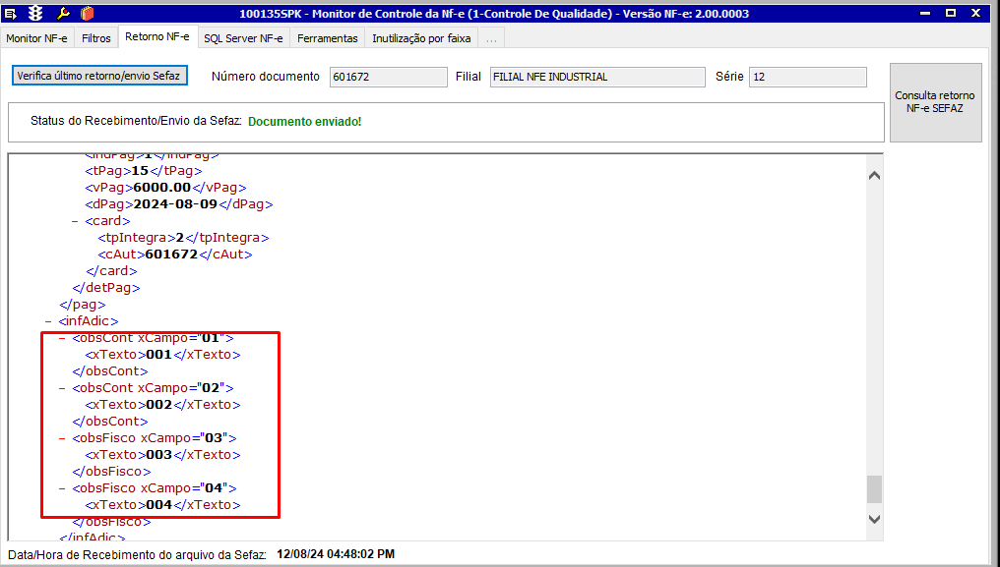 100135SPK - Monitor de Controle da Nf-e (1-Controle De Qualidade) - Versão NF-e: 2.00.0003
Monitor NF-e Filtros Retorno NF-e SQL Server NF-e Ferramentas Inutilização por faixa ...
Verifica último retorno/envio Sefaz Número documento 601672 Filial FILIAL NFE INDUSTRIAL Série 12
Consulta retorno
NF-e SEFAZ
Status do Recebimento/Envio da Sefaz: Documento enviado!
<indPag>1</indPag>
<tPag>15</tPag>
<vPag>6000.00</vPag>
<dPag>2024-08-09</dPag>
- <card>
<tpIntegra>2</tpIntegra>
<cAut>601672</cAut>
</card>
</detPag>
</pag>
- <infAdic>
- <obsCont xCampo="01">
<xTexto>001</xTexto>
</obsCont>
- <obsCont xCampo="02">
<xTexto>002</xTexto>
</obsCont>
- <obsFisco xCampo="03">
<xTexto>003</xTexto>
</obsFisco>
- <obsFisco xCampo="04">
<xTexto>004</xTexto>
</obsFisco>
</infAdic>
Data/Hora de Recebimento do arquivo da Sefaz: 12/08/24 04:48:02 PM